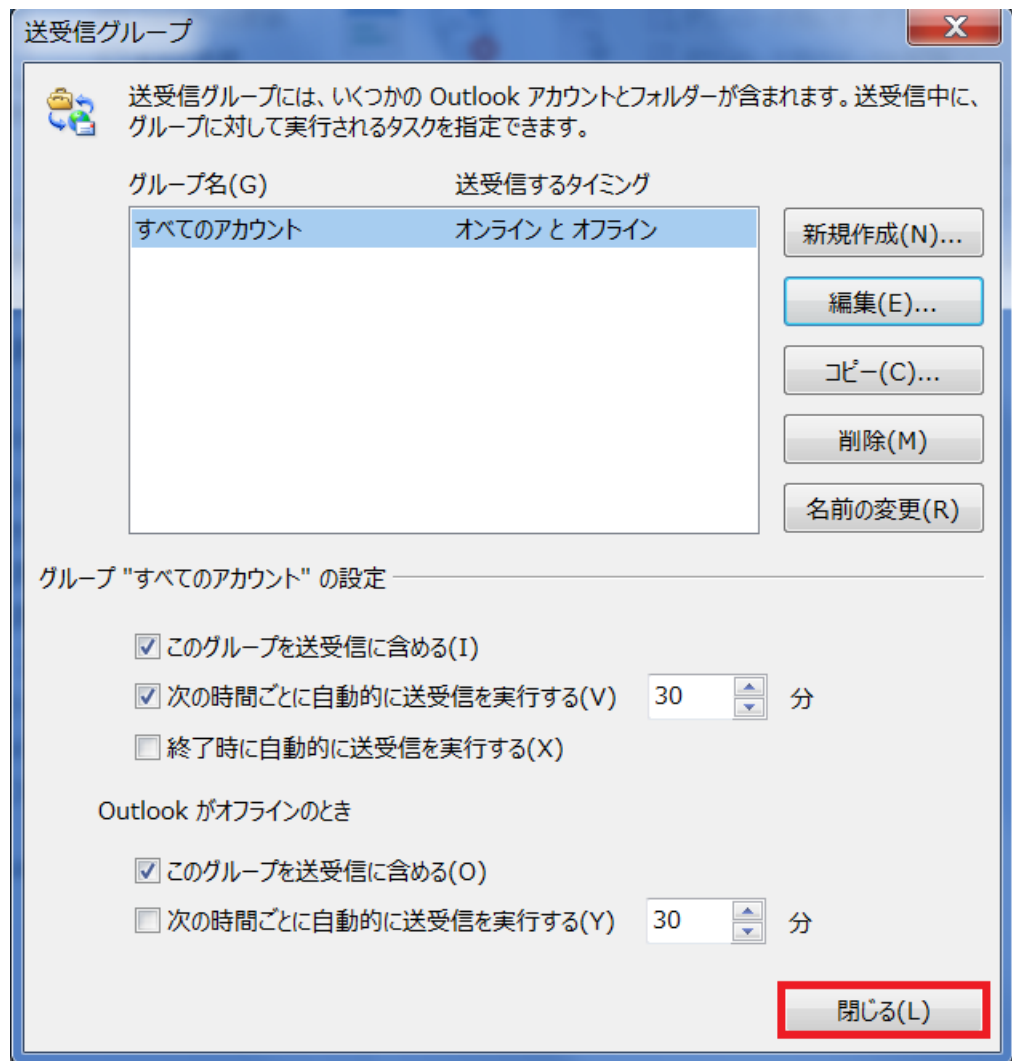 送受信グループ
送受信グループには、いくつかの Outlook アカウントとフォルダーが含まれます。送受信中に、
グループに対して実行されるタスクを指定できます。
グループ名(G) 送受信するタイミング
すべてのアカウント オンライン と オフライン
新規作成(N)...
編集(E)...
コピー(C)...
削除(M)
名前の変更(R)
グループ "すべてのアカウント" の設定
このグループを送受信に含める(I)
次の時間ごとに自動的に送受信を実行する(V) 30 分
終了時に自動的に送受信を実行する(X)
Outlook がオフラインのとき
このグループを送受信に含める(O)
次の時間ごとに自動的に送受信を実行する(Y) 30 分
閉じる(L)